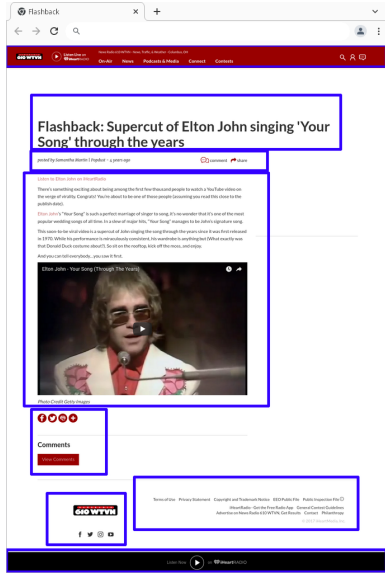 Flashback
Listen Live on
iHeartRADIO
News Radio 610 WTVN - News, Traffic, & Weather - Columbus, OH
610 WTVN
On-Air News Podcasts & Media Connect Contests
Flashback: Supercut of Elton John singing 'Your
Song' through the years
posted by Samantha Martin | Popdust - 4 years ago
comment share
Listen to Elton John on iHeartRadio
There's something exciting about being among the first few thousand people to watch a YouTube video on
the verge of virality. Congrats! You're about to be one of those people (assuming you read this close to the
publish date).
Elton John's "Your Song" is such a perfect marriage of singer to song, it's no wonder that it's one of the most
popular wedding songs of all time. In a slew of major hits, "Your Song" manages to be John's signature song.
This soon-to-be viral video is a supercut of John singing the song through the years since it was first released
in 1970. While his performance is miraculously consistent, his wardrobe is anything but (What exactly was
that Donald Duck costume about?). So sit on the rooftop, kick off the moss, and enjoy.
And you can tell everybody...you saw it first.
Elton John - Your Song (Through The Years)
Photo Credit Getty Images
Comments
View Comments
Terms of Use Privacy Statement Copyright and Trademark Notice EEO Public File Public Inspection File
iHeartRadio - Get the Free Radio App General Contest Guidelines
Advertise on News Radio 610 WTVN, Get Results Contact Philanthropy
© 2017 iHeartMedia, Inc.
610 WTVN
Listen Now on iHeartRADIO